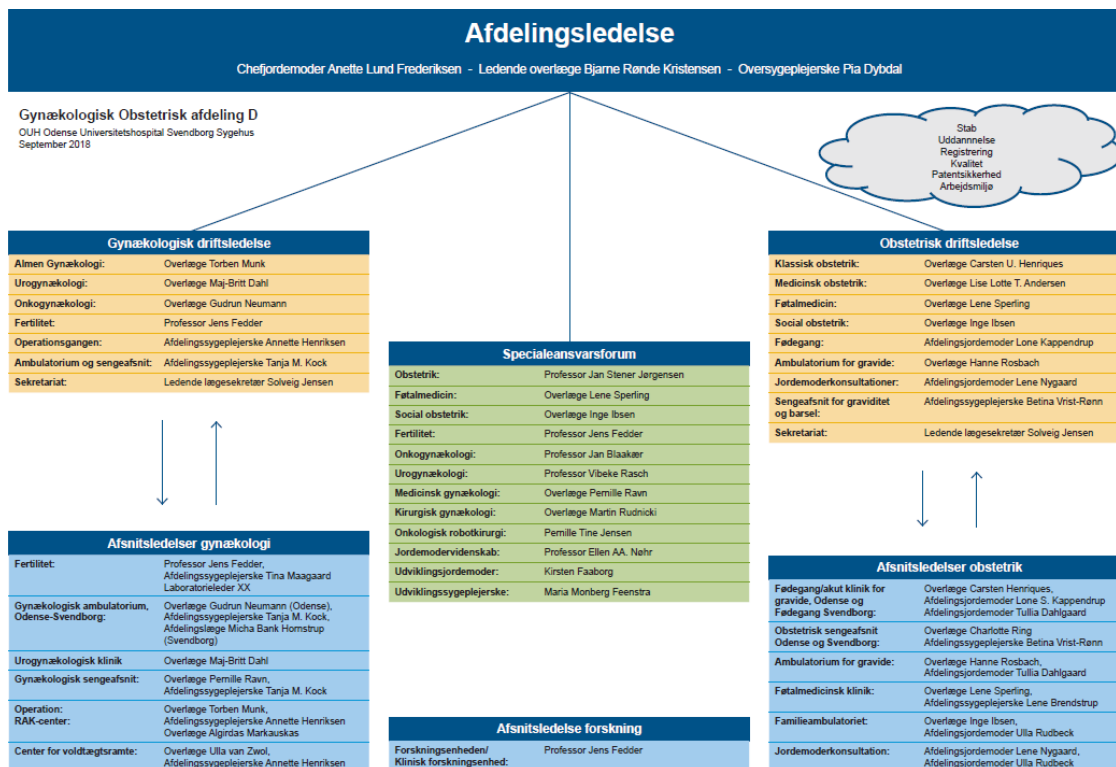 Afdelingsledelse
Chefjordemoder Anette Lund Frederiksen - Ledende overlæge Bjarne Rønde Kristensen - Oversygeplejerske Pia Dybdal
Gynækologisk Obstetrisk afdeling D
OUH Odense Universitetshospital Svendborg Sygehus
September 2018
Stab
Uddannnelse
Registrering
Kvalitet
Patentsikkerhed
Arbejdsmiljø
Gynækologisk driftsledelse
Almen Gynækologi: Overlæge Torben Munk
Urogynækologi: Overlæge Maj-Britt Dahl
Onkogynækologi: Overlæge Gudrun Neumann
Fertilitet: Professor Jens Fedder
Operationsgangen: Afdelingssygeplejerske Annette Henriksen
Ambulatorium og sengeafsnit: Afdelingssygeplejerske Tanja M. Kock
Sekretariat: Ledende lægesekretær Solveig Jensen
Obstetrisk driftsledelse
Klassisk obstetrik: Overlæge Carsten U. Henriques
Medicinsk obstetrik: Overlæge Lise Lotte T. Andersen
Føtalmedicin: Overlæge Lene Sperling
Social obstetrik: Overlæge Inge Ibsen
Fødegang: Afdelingsjordemoder Lone Kappendrup
Ambulatorium for gravide: Overlæge Hanne Rosbach
Jordemoderkonsultationer: Afdelingsjordemoder Lene Nygaard
Sengeafsnit for graviditet Afdelingssygeplejerske Betina Vrist-Rønn
og barsel:
Sekretariat: Ledende lægesekretær Solveig Jensen
Specialeansvarsforum
Obstetrik: Professor Jan Stener Jørgensen
Føtalmedicin: Overlæge Lene Sperling
Social obstetrik: Overlæge Inge Ibsen
Fertilitet: Professor Jens Fedder
Onkogynækologi: Professor Jan Blaakær
Urogynækologi: Professor Vibeke Rasch
Medicinsk gynækologi: Overlæge Pernille Ravn
Kirurgisk gynækologi: Overlæge Martin Rudnicki
Onkologisk robotkirurgi: Pernille Tine Jensen
Jordemodervidenskab: Professor Ellen AA. Nøhr
Udviklingsjordemoder: Kirsten Faaborg
Udviklingssygeplejerske: Maria Monberg Feenstra
Afsnitsledelser gynækologi
Fertilitet: Professor Jens Fedder,
Afdelingssygeplejerske Tina Maagaard
Laboratorieleder XX
Gynækologisk ambulatorium, Overlæge Gudrun Neumann (Odense),
Odense-Svendborg: Afdelingssygeplejerske Tanja M. Kock,
Afdelingslæge Micha Bank Hornstrup
(Svendborg)
Urogynækologisk klinik Overlæge Maj-Britt Dahl
Gynækologisk sengeafsnit: Overlæge Pernille Ravn,
Afdelingssygeplejerske Tanja M. Kock
Operation: Overlæge Torben Munk,
RAK-center: Afdelingssygeplejerske Annette Henriksen
Overlæge Algirdas Markauskas
Center for voldtægtsramte: Overlæge Ulla van Zwol,
Afdelingssygeplejerske Annette Henriksen
Afsnitsledelse forskning
Forskningsenheden/ Professor Jens Fedder
Klinisk forskningsenhed:
Afsnitsledelser obstetrik
Fødegang/akut klinik for Overlæge Carsten Henriques,
gravide, Odense og Afdelingsjordemoder Lone S. Kappendrup
Fødegang Svendborg: Afdelingsjordemoder Tullia Dahlgaard
Obstetrisk sengeafsnit Overlæge Charlotte Ring
Odense og Svendborg: Afdelingssygeplejerske Betina Vrist-Rønn
Ambulatorium for gravide: Overlæge Hanne Rosbach,
Afdelingsjordemoder Tullia Dahlgaard
Føtalmedicinsk klinik: Overlæge Lene Sperling,
Afdelingssygeplejerske Lene Brendstrup
Familieambulatoriet: Overlæge Inge Ibsen,
Afdelingsjordemoder Ulla Rudbeck
Jordemoderkonsultation: Afdelingsjordemoder Lene Nygaard,
Afdelingsjordemoder Ulla Rudbeck